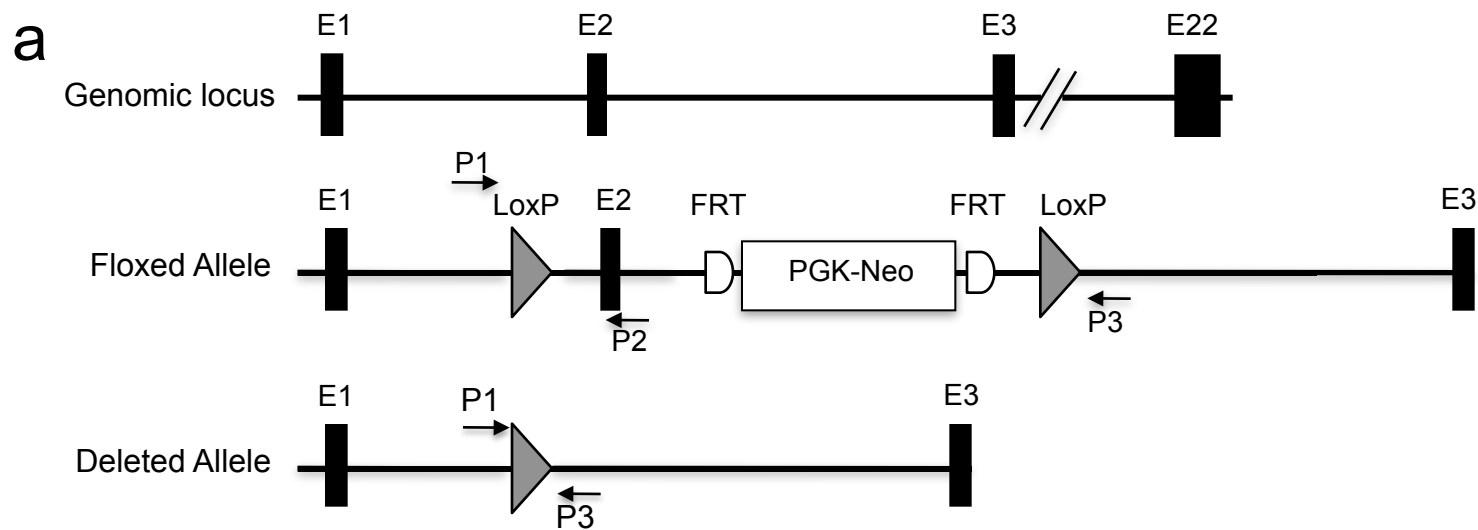 a
E1 E2 E3 E22
Genomic locus
P1
E1 LoxP E2 FRT FRT LoxP E3
Floxed Allele PGK-Neo
P2 P3
E1 P1 E3
Deleted Allele
P3